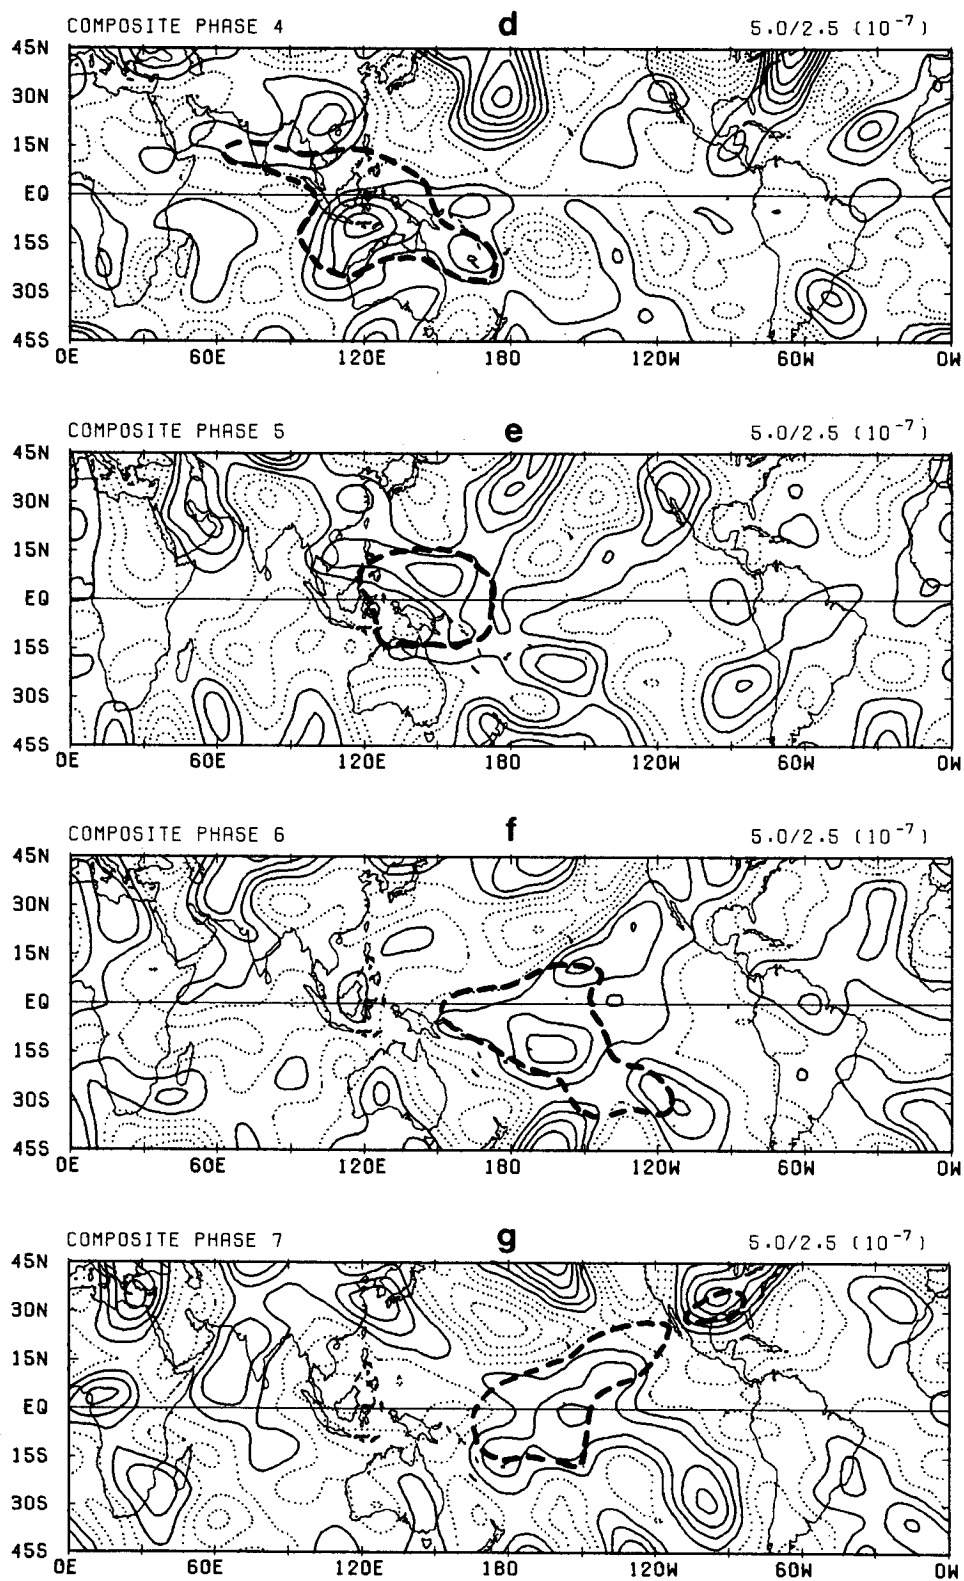 COMPOSITE PHASE 4 d 5.0/2.5 (10⁻⁷)
45N
30N
15N
EQ
15S
30S
45S
0E 60E 120E 180 120W 60W 0W
COMPOSITE PHASE 5 e 5.0/2.5 (10⁻⁷)
45N
30N
15N
EQ
15S
30S
45S
0E 60E 120E 180 120W 60W 0W
COMPOSITE PHASE 6 f 5.0/2.5 (10⁻⁷)
45N
30N
15N
EQ
15S
30S
45S
0E 60E 120E 180 120W 60W 0W
COMPOSITE PHASE 7 g 5.0/2.5 (10⁻⁷)
45N
30N
15N
EQ
15S
30S
45S
0E 60E 120E 180 120W 60W 0W